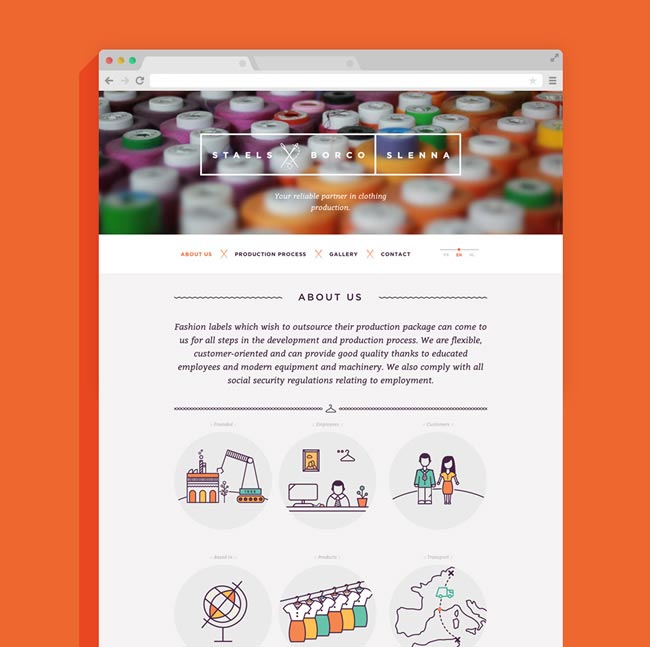 STAELS BORCO SLENNA
Your reliable partner in clothing
production.
ABOUT US PRODUCTION PROCESS GALLERY CONTACT FR EN NL
ABOUT US
Fashion labels which wish to outsource their production package can come to
us for all steps in the development and production process. We are flexible,
customer-oriented and can provide good quality thanks to educated
employees and modern equipment and machinery. We also comply with all
social security regulations relating to employment.
: Founded : : Employees : : Customers :
: Based in : : Products : : Transport :